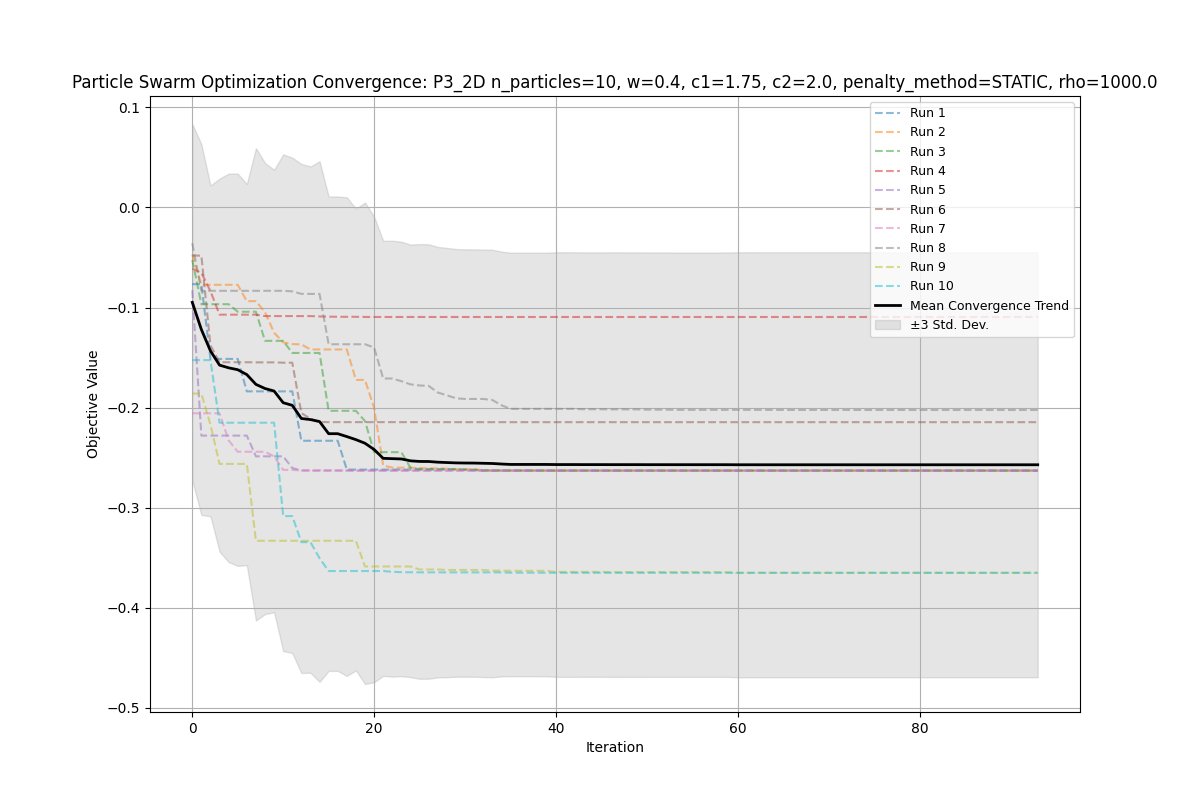 Particle Swarm Optimization Convergence: P3_2D n_particles=10, w=0.4, c1=1.75, c2=2.0, penalty_method=STATIC, rho=1000.0
0.1
0.0
−0.1
−0.2
−0.3
−0.4
−0.5
Objective Value
0
20
40
60
80
Iteration
Run 1
Run 2
Run 3
Run 4
Run 5
Run 6
Run 7
Run 8
Run 9
Run 10
Mean Convergence Trend
±3 Std. Dev.